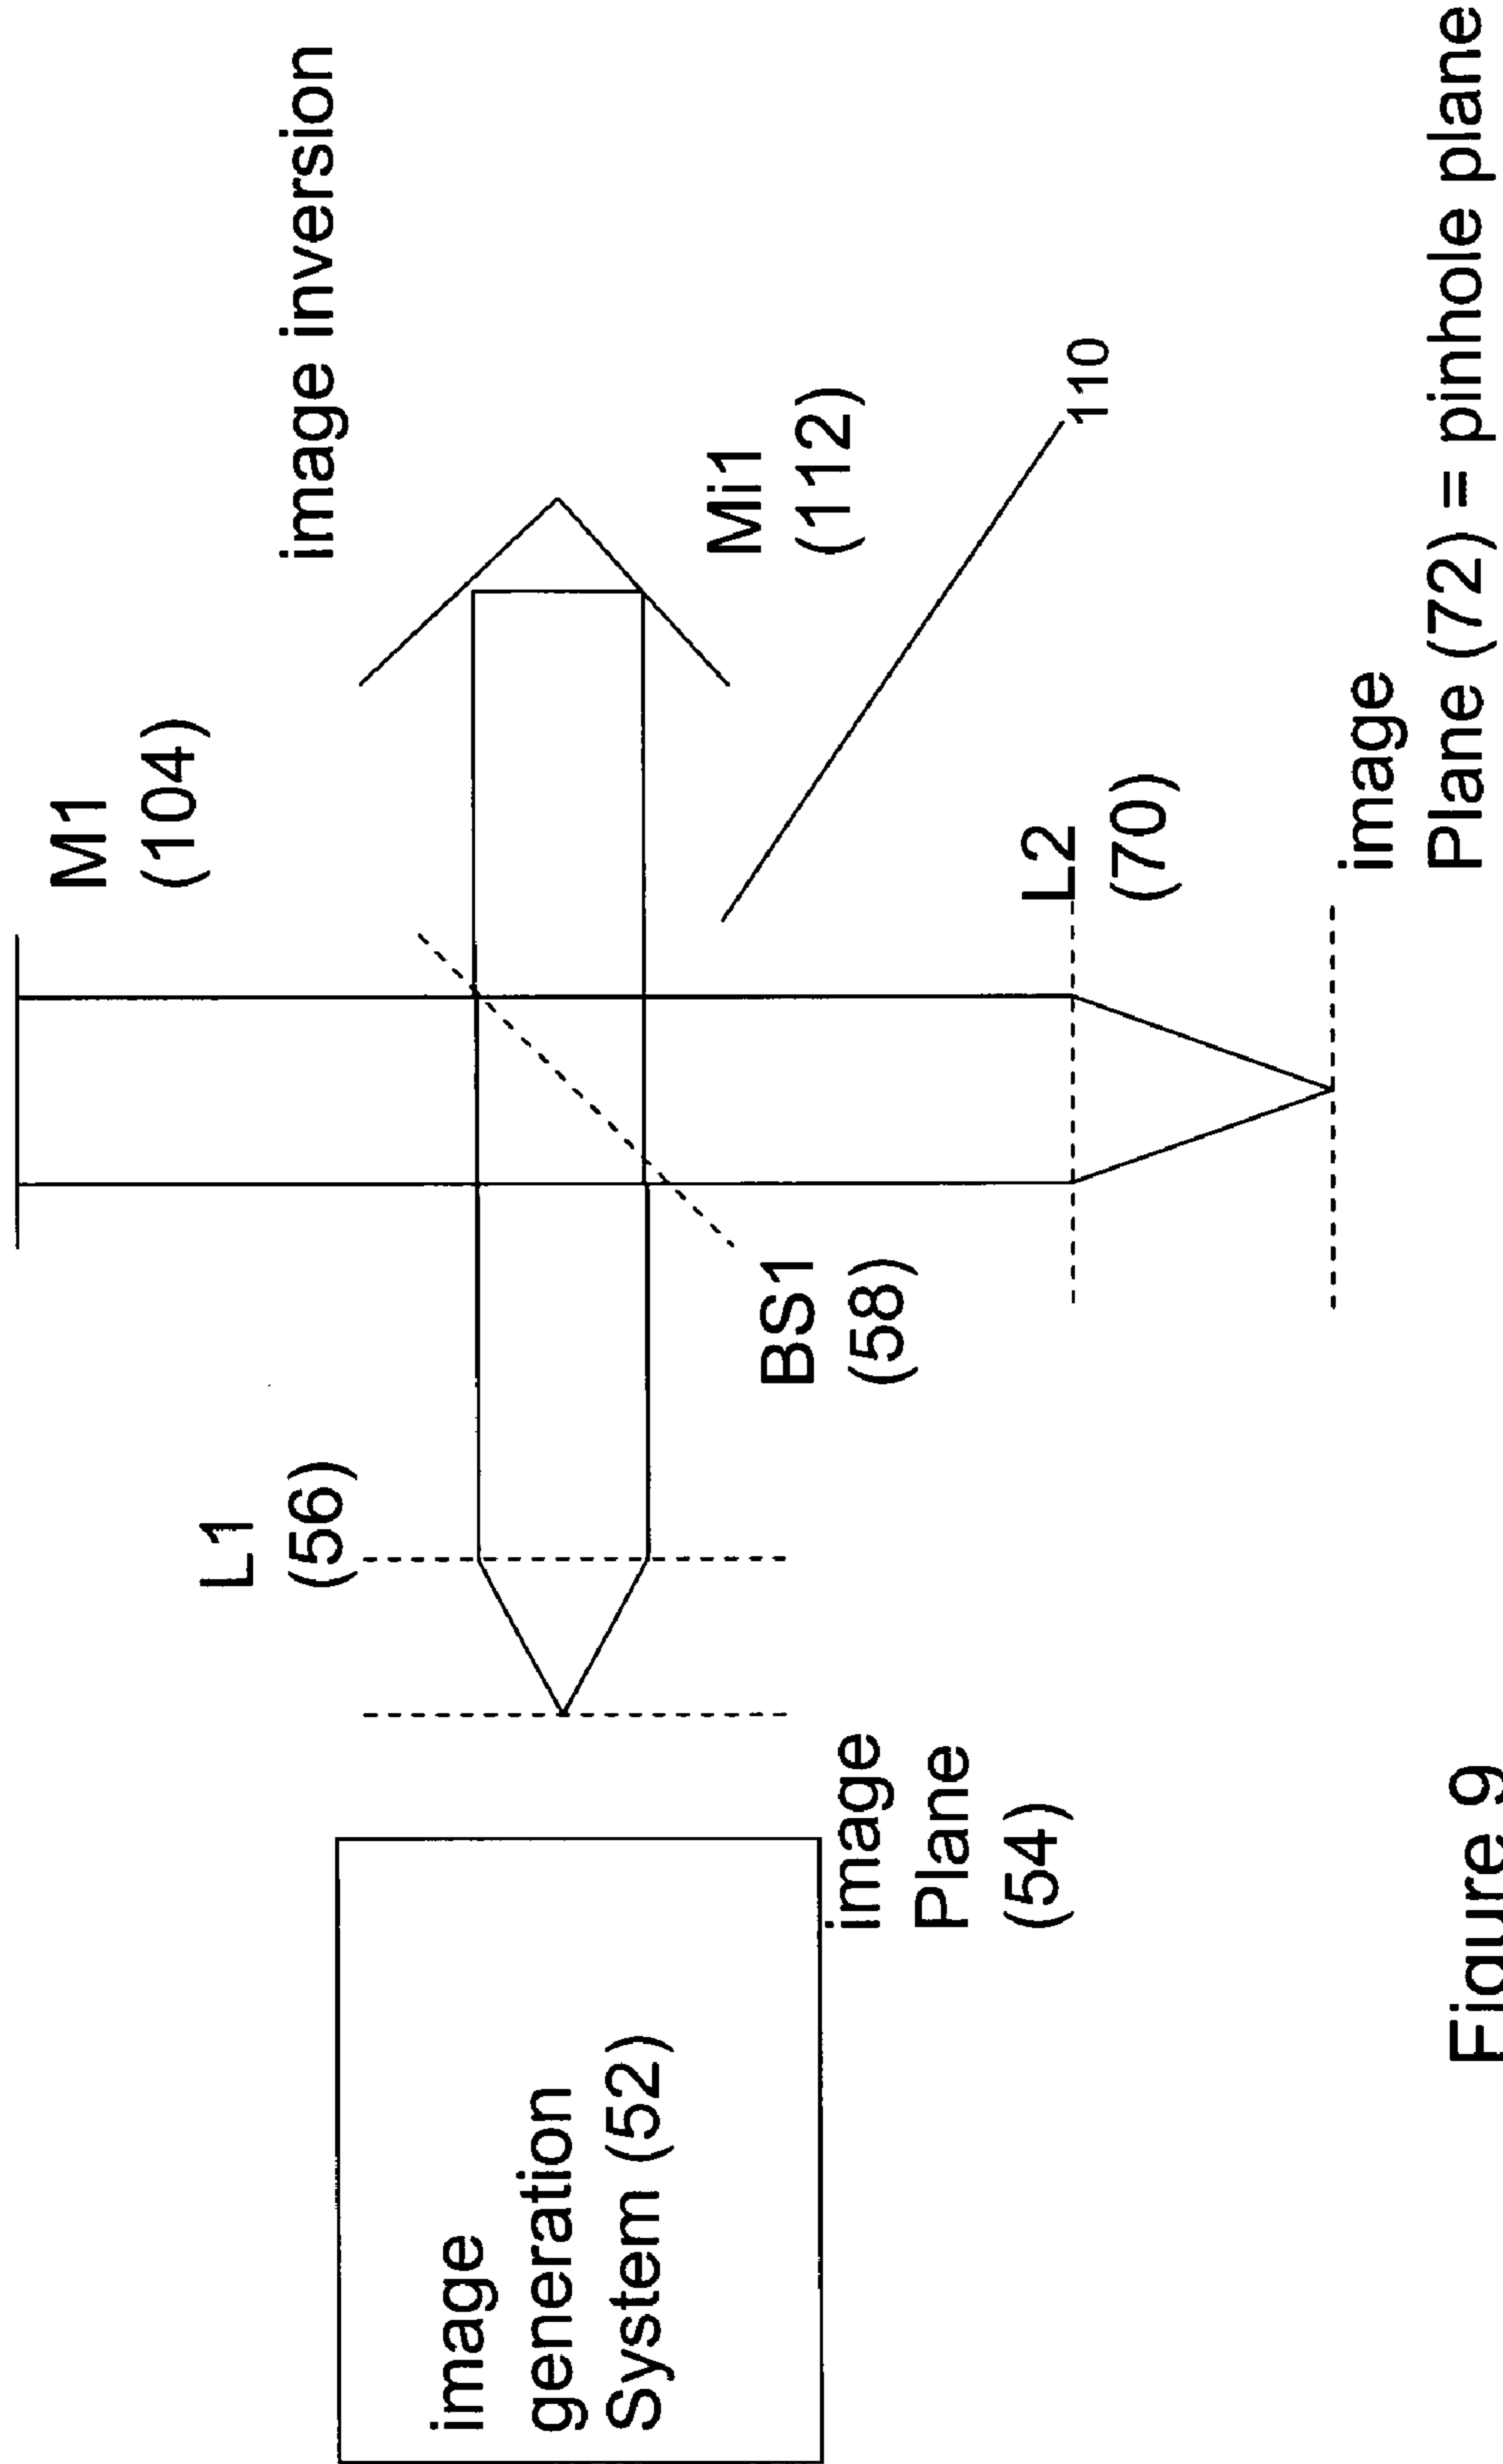 M1
(104)
image inversion
L1
(56)
Mi1
(112)
BS1
(58)
110
image
generation
System (52)
image
Plane
(54)
L2
(70)
image
Plane (72) = pinhole plane
Figure 9